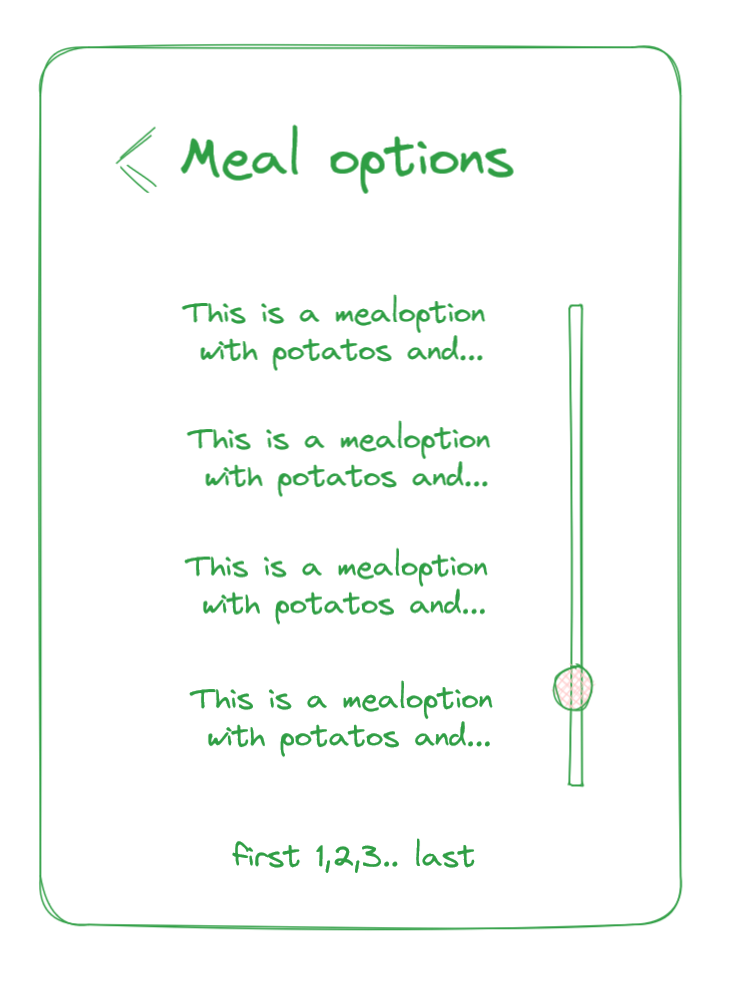 Meal options
This is a mealoption
with potatos and...
This is a mealoption
with potatos and...
This is a mealoption
with potatos and...
This is a mealoption
with potatos and...
first 1,2,3.. last